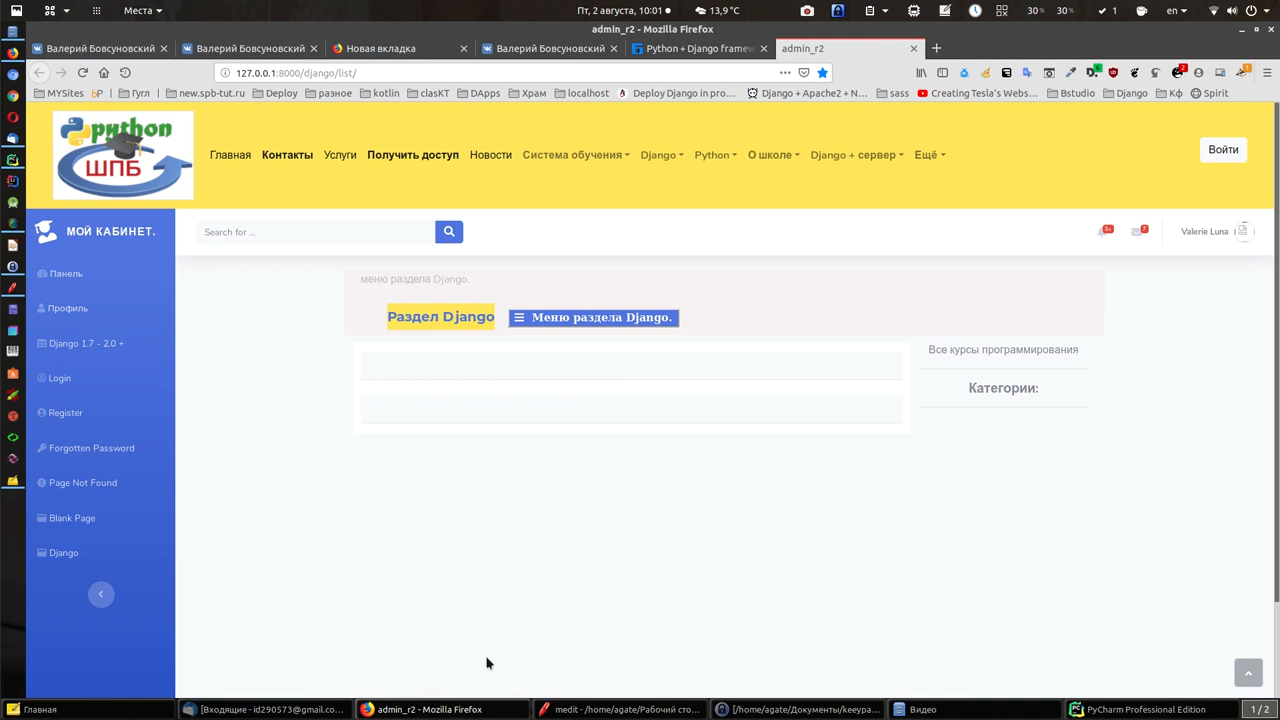 Места
Пт, 2 августа, 10:01
13,9°C
1
30%
30%
en
10:01
admin_r2 - Mozilla Firefox
Валерий Бовсуновский
Валерий Бовсуновский
Новая вкладка
Валерий Бовсуновский
Python + Django framew
admin_r2
127.0.0.1:8000/django/list/
MYSites
Гугл
new.spb-tut.ru
Deploy
разное
kotlin
clasKT
DApps
Храм
localhost
Deploy Django in pro...
Django + Apache2 + N...
sass
Creating Tesla's Webs...
Bstudio
Django
Кф
Spirit
python
ШПБ
Главная
Контакты
Услуги
Получить доступ
Новости
Система обучения
Django
Python
О школе
Django + сервер
Ещё
Войти
МОЙ КАБИНЕТ.
Search for ...
3+
7
Valerie Luna
Панель
Профиль
Django 1.7 - 2.0 +
Login
Register
Forgotten Password
Page Not Found
Blank Page
Django
меню раздела Django.
Раздел Django
Меню раздела Django.
Все курсы программирования
Категории:
Главная
[Входящие - id290573@gmail.co...
admin_r2 - Mozilla Firefox
medit - /home/agate/Рабочий сто...
[/home/agate/Документы/keeура...
Видео
PyCharm Professional Edition
1 / 2